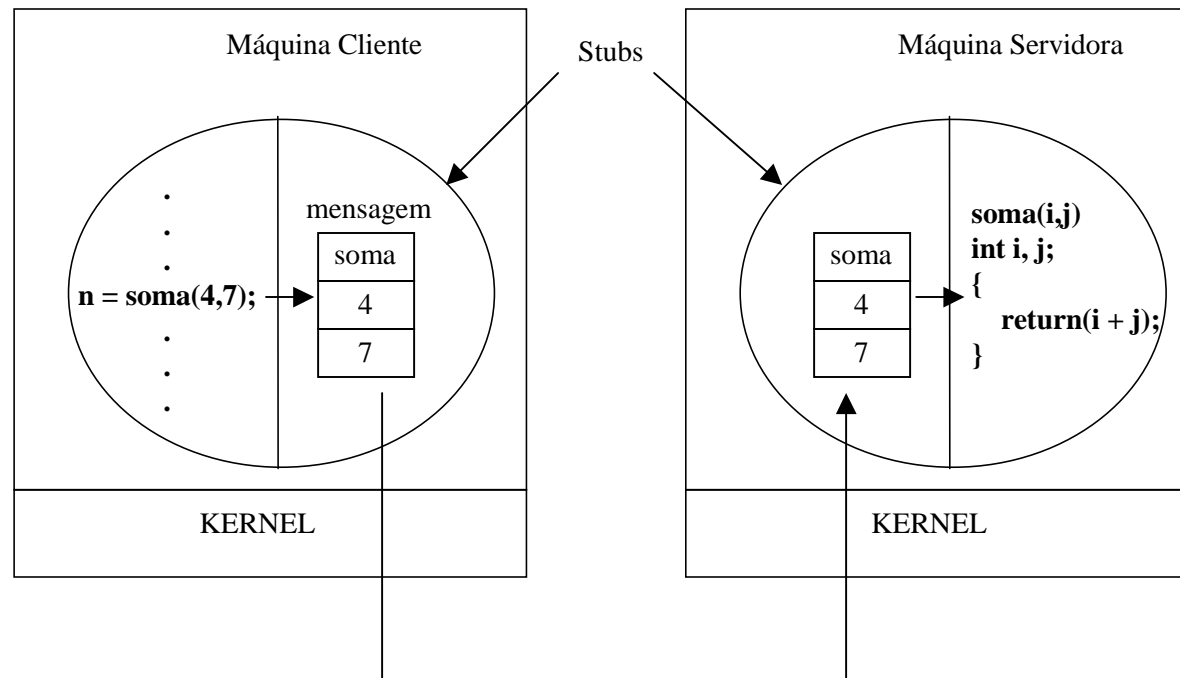 Máquina Cliente
Stubs
Máquina Servidora
.
.
.
n = soma(4,7);
.
.
.
mensagem
soma
4
7
soma
4
7
soma(i,j)
int i, j;
{
return(i + j);
}
KERNEL
KERNEL